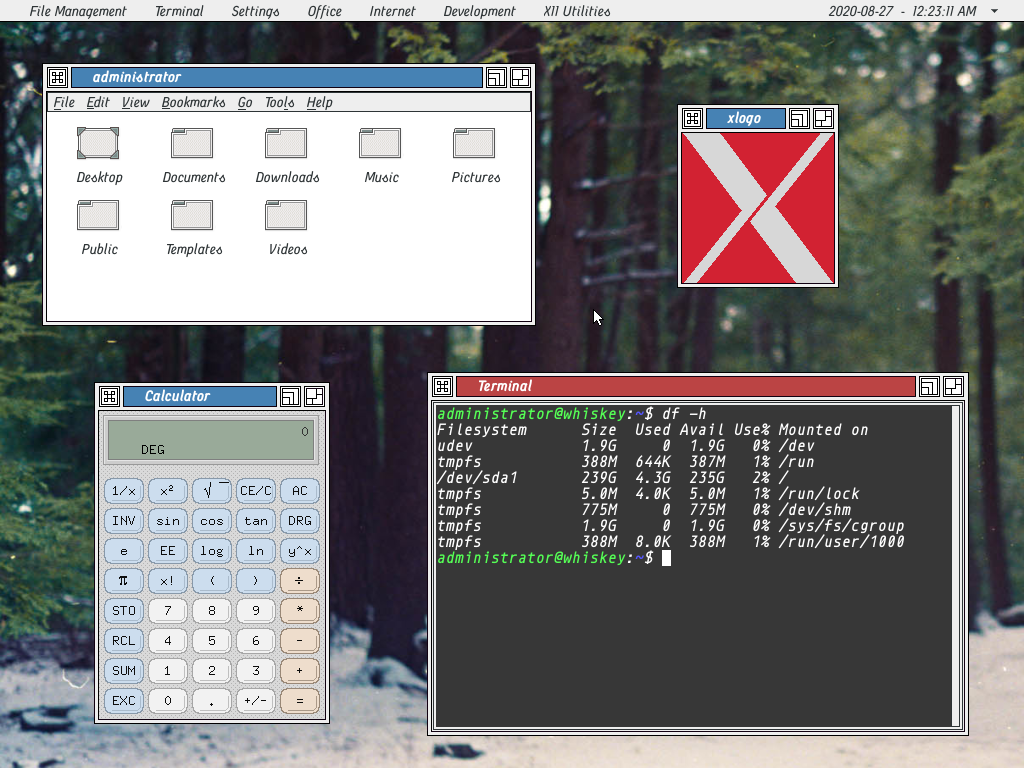 File Management Terminal Settings Office Internet Development X11 Utilities 2020-08-27 - 12:23:11 AM
administrator
File Edit View Bookmarks Go Tools Help
Desktop Documents Downloads Music Pictures
Public Templates Videos
xlogo
Calculator
0
DEG
1/x x² √‾ CE/C AC
INV sin cos tan DRG
e EE log ln y^x
π x! ( ) ÷
STO 7 8 9 *
RCL 4 5 6 -
SUM 1 2 3 +
EXC 0 . +/- =
Terminal
administrator@whiskey:~$ df -h
Filesystem Size Used Avail Use% Mounted on
udev 1.9G 0 1.9G 0% /dev
tmpfs 388M 644K 387M 1% /run
/dev/sda1 239G 4.3G 235G 2% /
tmpfs 5.0M 4.0K 5.0M 1% /run/lock
tmpfs 775M 0 775M 0% /dev/shm
tmpfs 1.9G 0 1.9G 0% /sys/fs/cgroup
tmpfs 388M 8.0K 388M 1% /run/user/1000
administrator@whiskey:~$